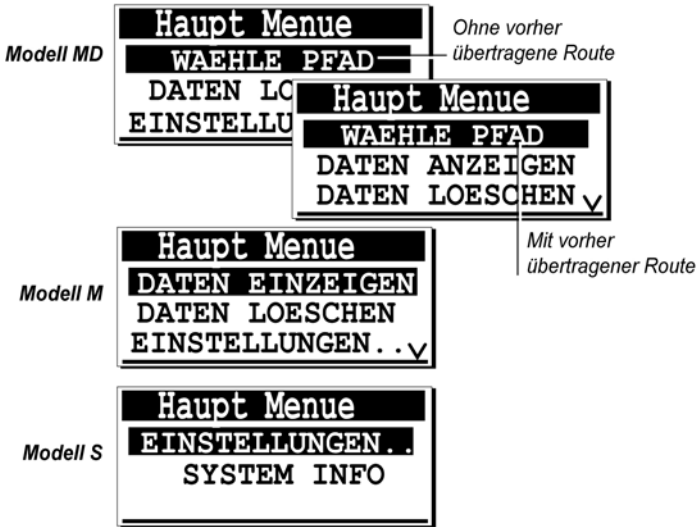 Modell MD
Haupt Menue
WAEHLE PFAD
DATEN LO
EINSTELLU
Ohne vorher
übertragene Route
Haupt Menue
WAEHLE PFAD
DATEN ANZEIGEN
DATEN LOESCHEN
Mit vorher
übertragener Route
Modell M
Haupt Menue
DATEN EINZEIGEN
DATEN LOESCHEN
EINSTELLUNGEN..
Modell S
Haupt Menue
EINSTELLUNGEN..
SYSTEM INFO